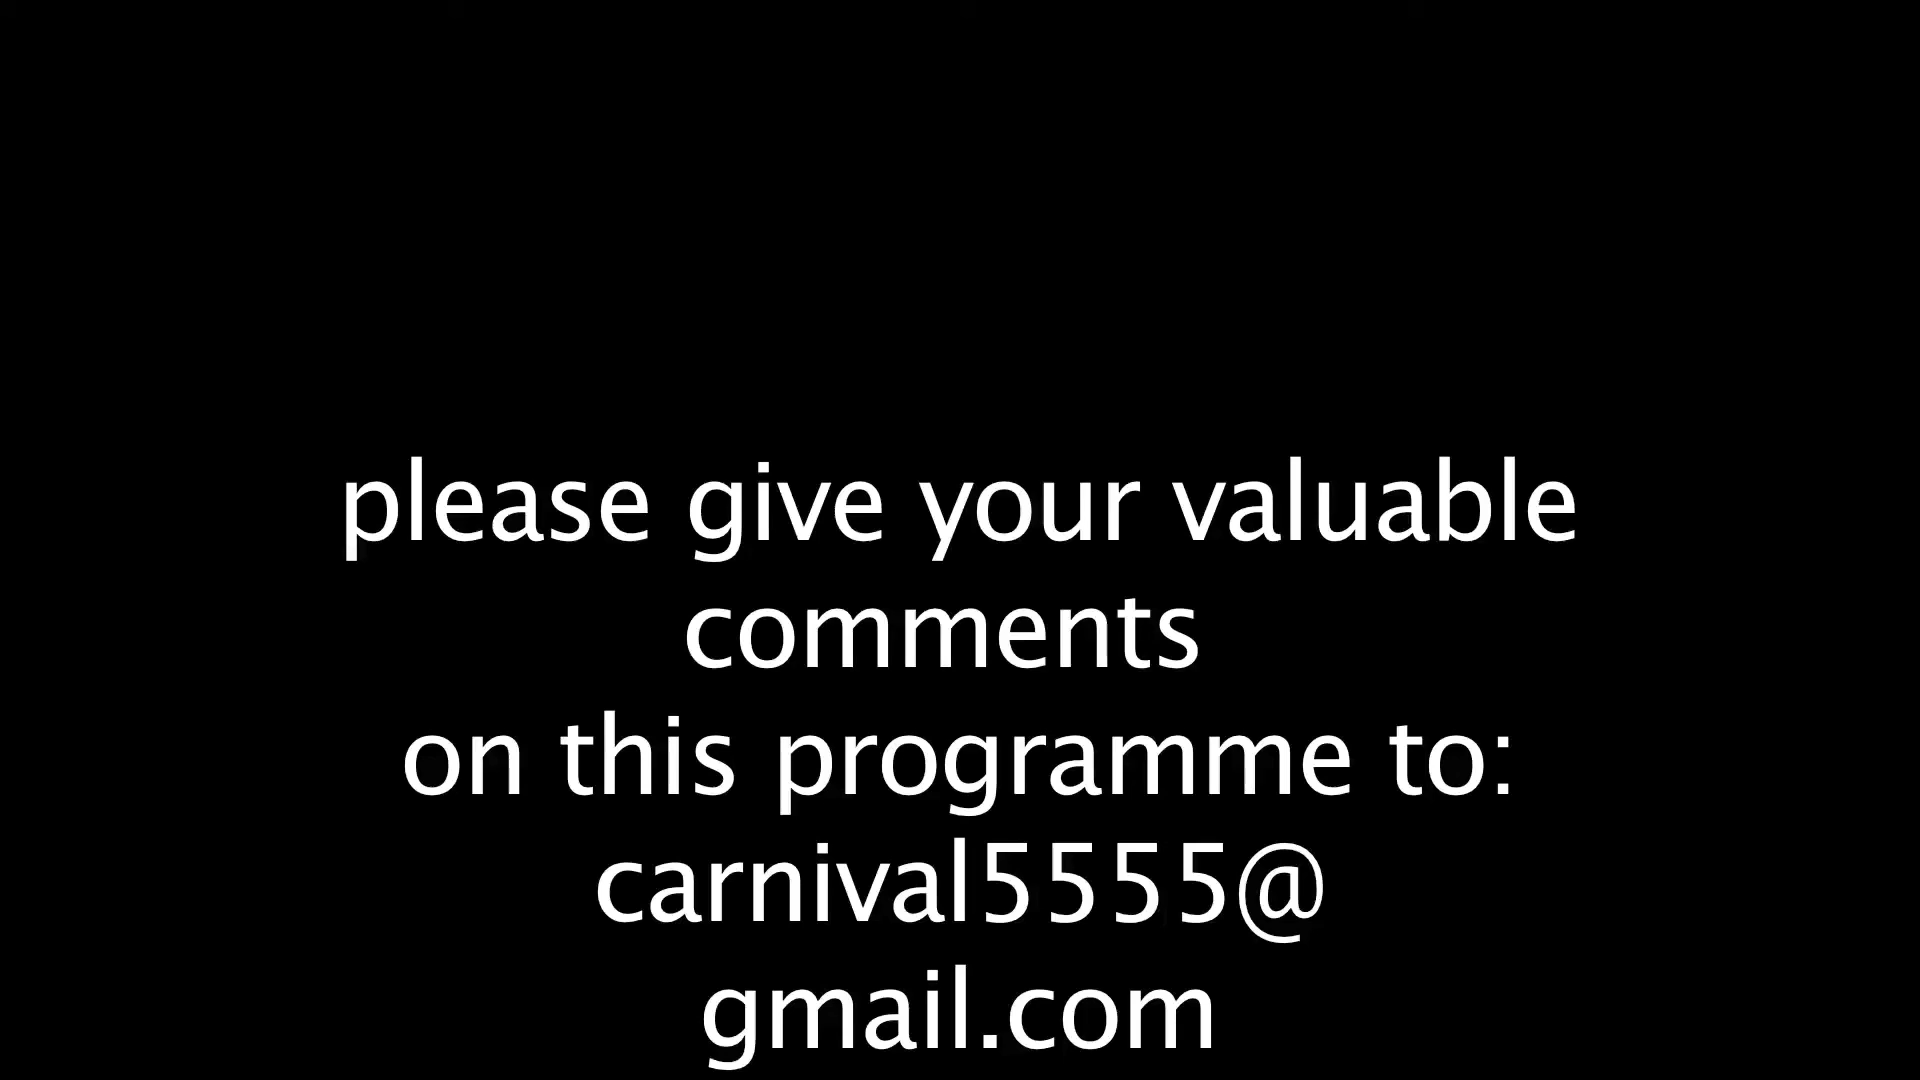 please give your valuable
comments
on this programme to:
carnival5555@
gmail.com